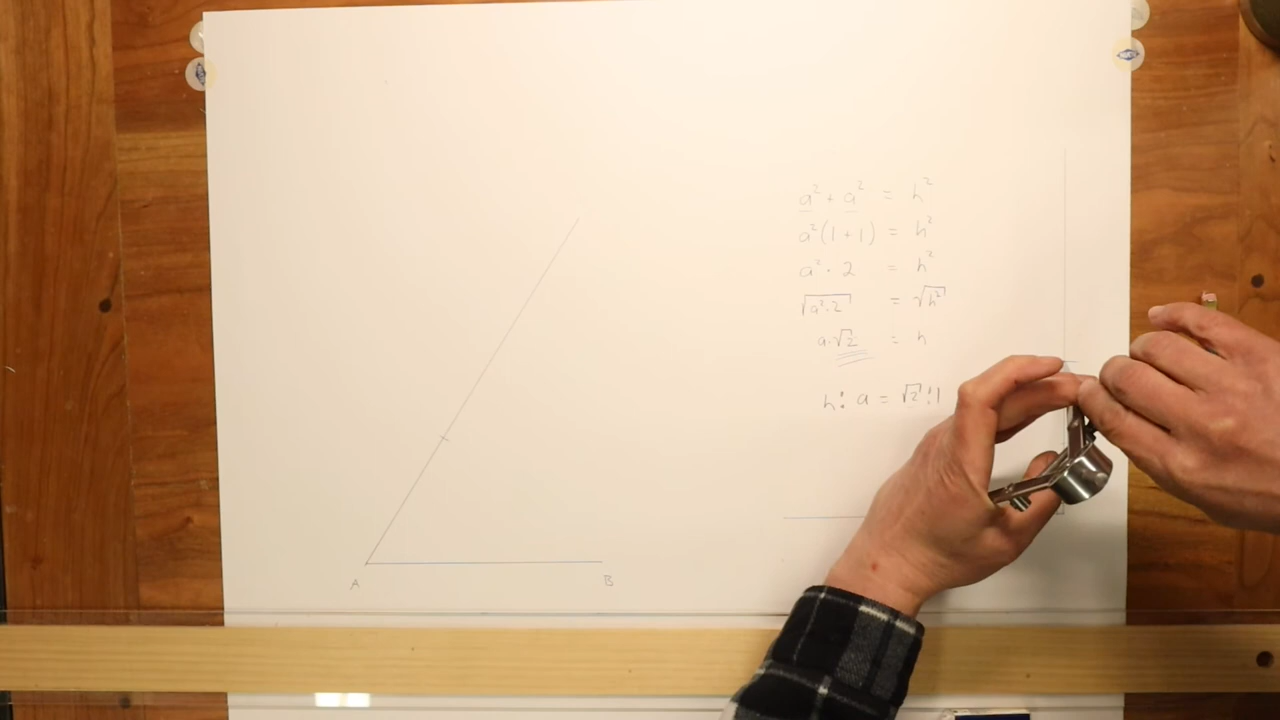 a² + a² = h²
a²(1 + 1) = h²
a² · 2 = h²
√a²·2 = √h²
a·√2 = h
h : a = √2 : 1
A B